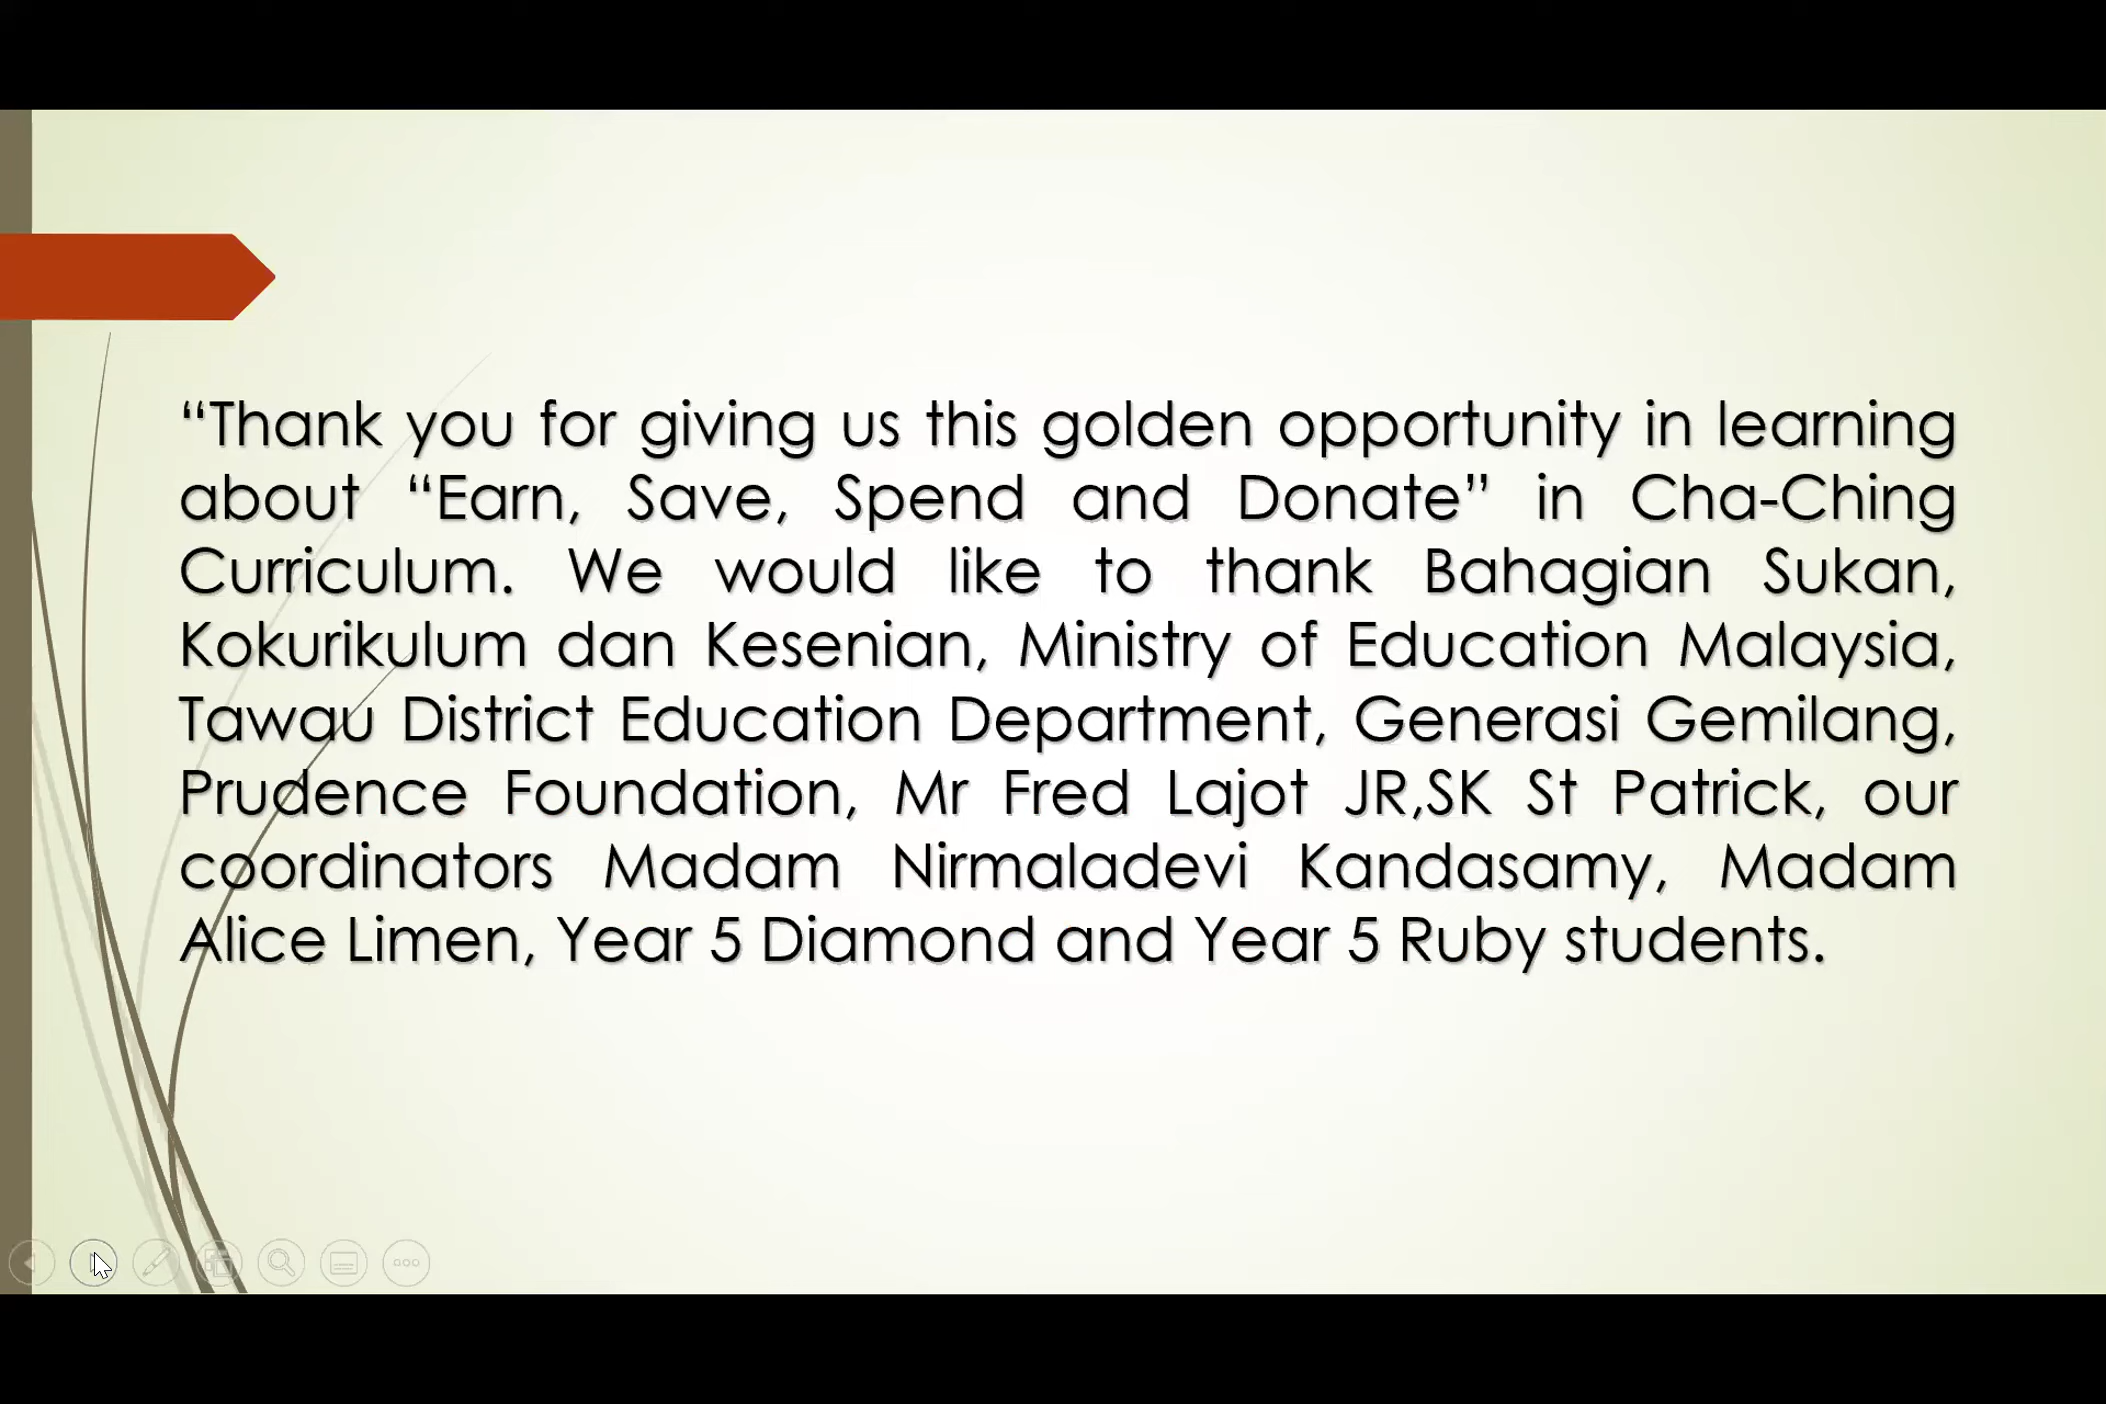 “Thank you for giving us this golden opportunity in learning
about “Earn, Save, Spend and Donate” in Cha-Ching
Curriculum. We would like to thank Bahagian Sukan,
Kokurikulum dan Kesenian, Ministry of Education Malaysia,
Tawau District Education Department, Generasi Gemilang,
Prudence Foundation, Mr Fred Lajot JR,SK St Patrick, our
coordinators Madam Nirmaladevi Kandasamy, Madam
Alice Limen, Year 5 Diamond and Year 5 Ruby students.